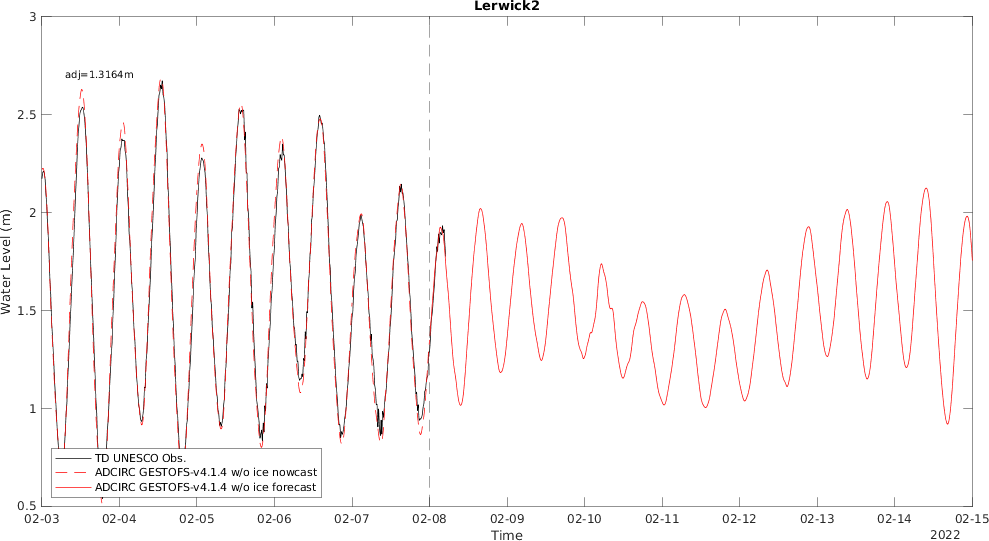 Lerwick2
adj=1.3164m
Water Level (m)
3
2.5
2
1.5
1
0.5
TD UNESCO Obs.
ADCIRC GESTOFS-v4.1.4 w/o ice nowcast
ADCIRC GESTOFS-v4.1.4 w/o ice forecast
02-03 02-04 02-05 02-06 02-07 02-08 02-09 02-10 02-11 02-12 02-13 02-14 02-15
Time
2022